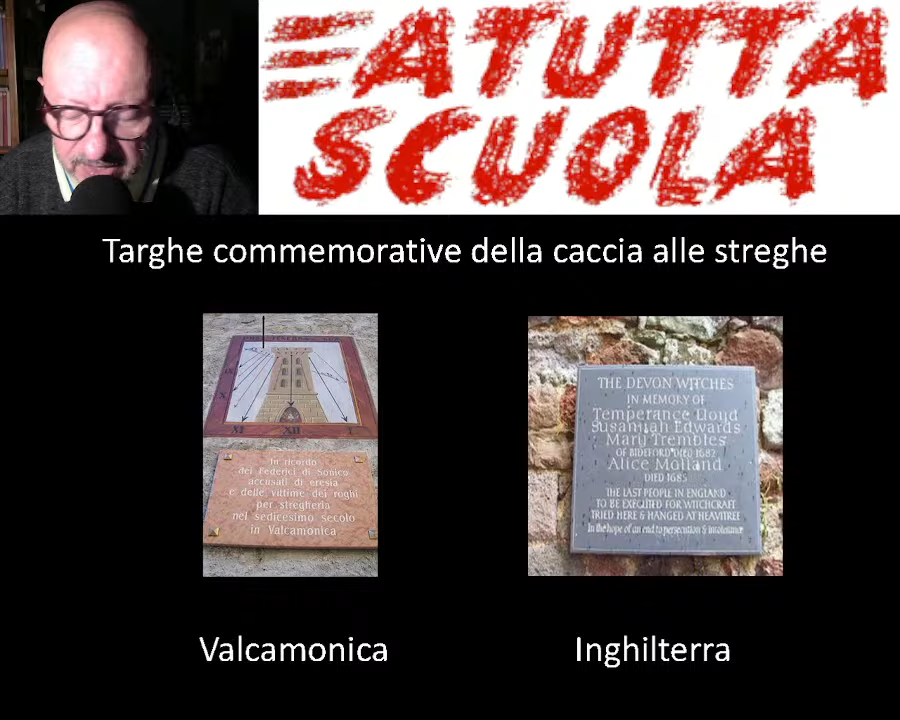 ATUTTA
SCUOLA
Targhe commemorative della caccia alle streghe
XI XII I
In ricordo
dei Federici di Sonico
accusati di eresia
e delle vittime dei roghi
per stregheria
nel sedicesimo secolo
in Valcamonica
THE DEVON WITCHES
IN MEMORY OF
Temperance Lloyd
Susannah Edwards
Mary Trembles
OF BIDEFORD DIED 1682
Alice Molland
DIED 1685
THE LAST PEOPLE IN ENGLAND
TO BE EXECUTED FOR WITCHCRAFT
TRIED HERE & HANGED AT HEAVITREE
In the hope of an end to persecution & intolerance
Valcamonica
Inghilterra